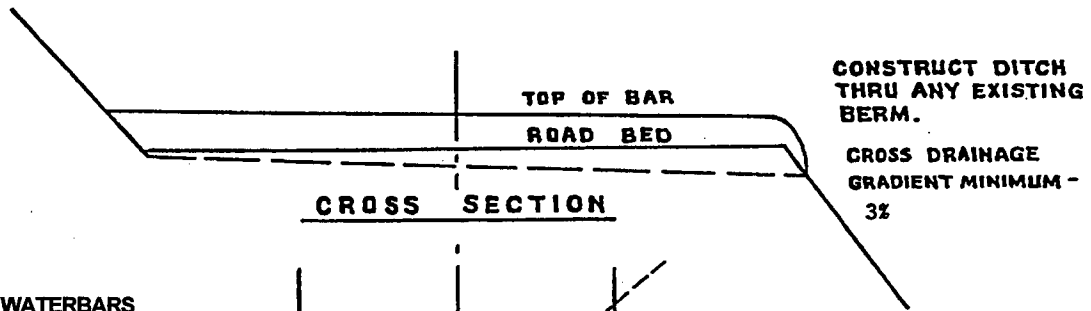 TOP OF BAR
ROAD BED
CONSTRUCT DITCH
THRU ANY EXISTING
BERM.
CROSS DRAINAGE
GRADIENT MINIMUM -
3%
CROSS SECTION
WATERBARS